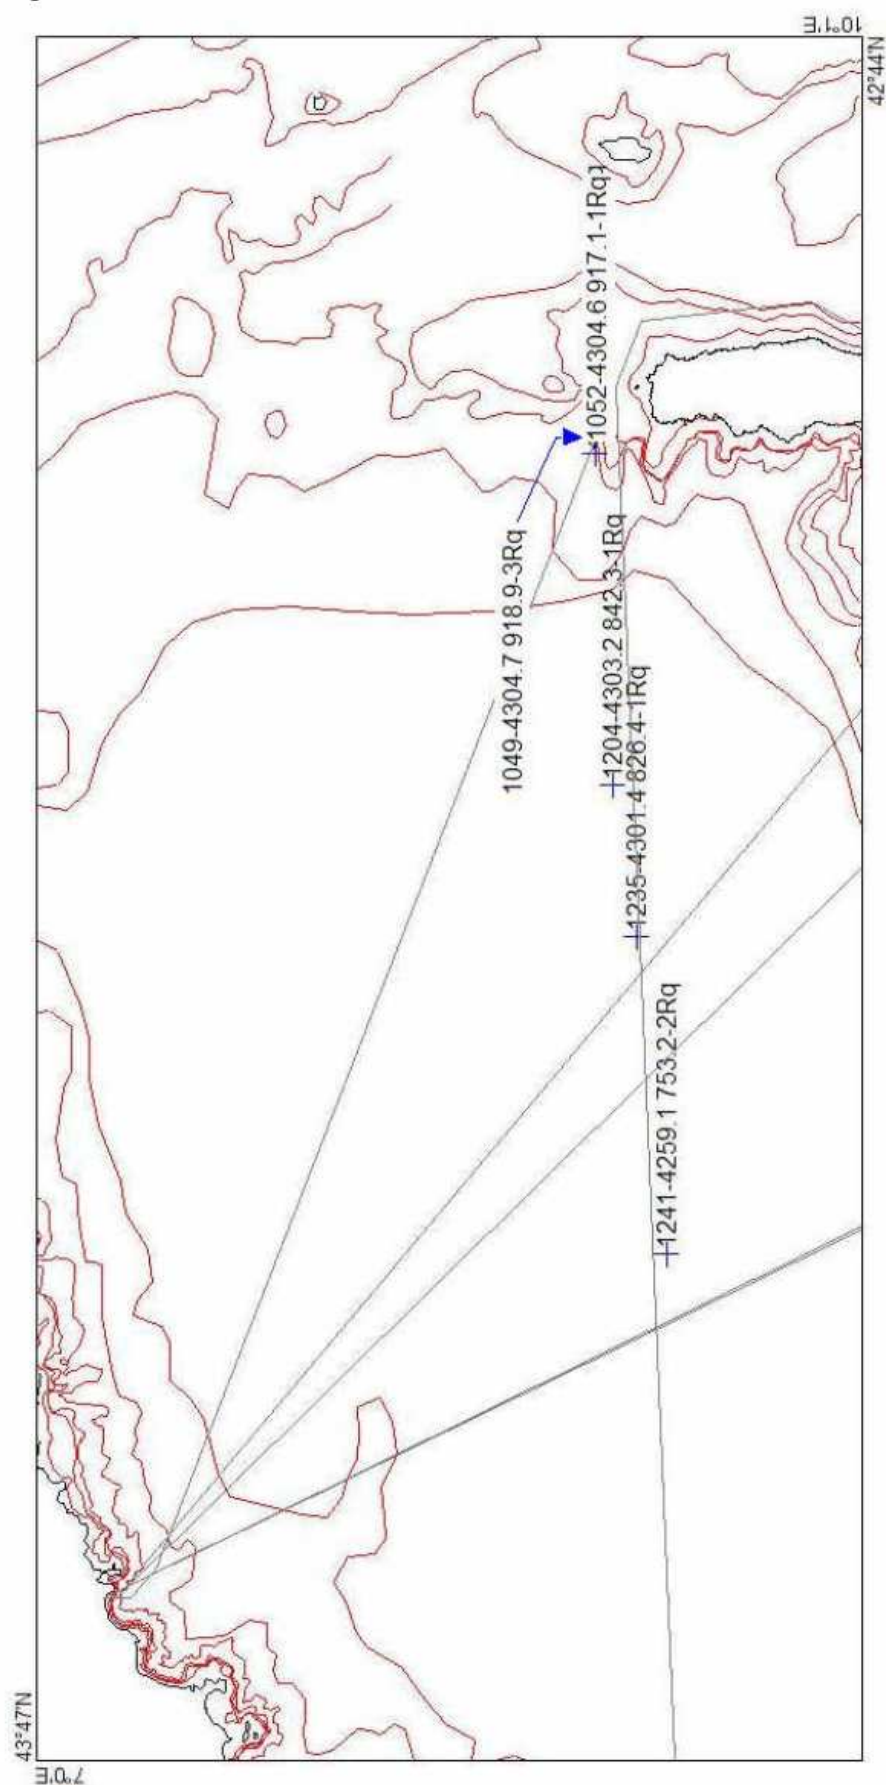 10°1'E
42°44'N
1052-4304.6 917.1-1Rq
1049-4304.7 918.9-3Rq
1204-4303.2 842.3-1Rq
1235-4301.4 826.4-1Rq
1241-4259.1 753.2-2Rq
43°47'N
7°0'E